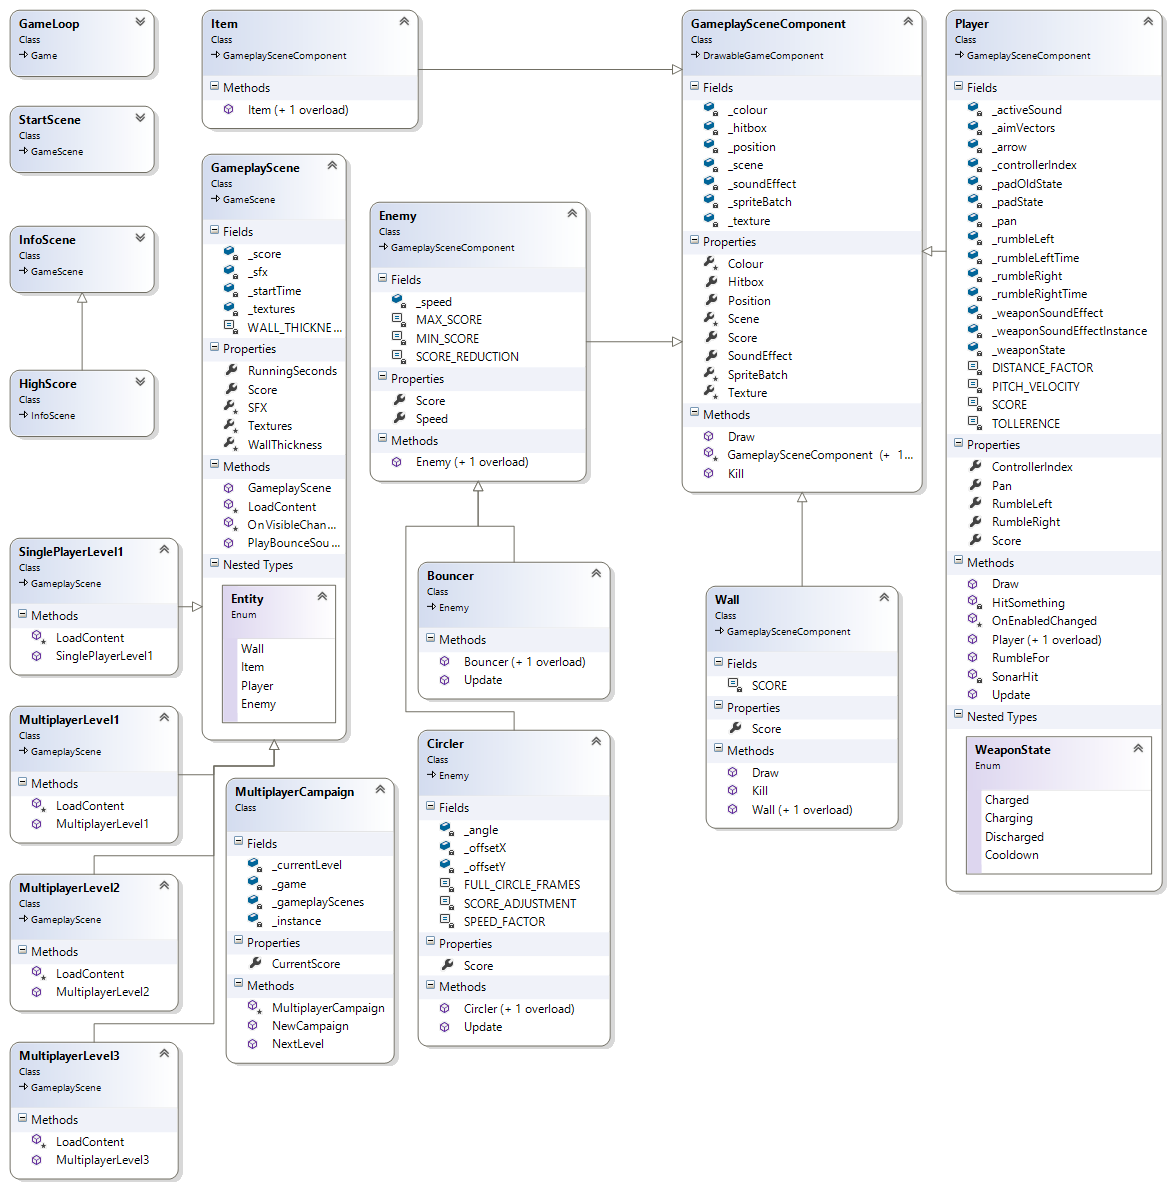 GameLoop
Class
Game
StartScene
Class
GameScene
InfoScene
Class
GameScene
HighScore
Class
InfoScene
SinglePlayerLevel1
Class
GameplayScene
Methods
LoadContent
SinglePlayerLevel1
MultiplayerLevel1
Class
GameplayScene
Methods
LoadContent
MultiplayerLevel1
MultiplayerLevel2
Class
GameplayScene
Methods
LoadContent
MultiplayerLevel2
MultiplayerLevel3
Class
GameplayScene
Methods
LoadContent
MultiplayerLevel3
Item
Class
GameplaySceneComponent
Methods
Item (+ 1 overload)
GameplayScene
Class
GameScene
Fields
_score
_sfx
_startTime
_textures
WALL_THICKNE...
Properties
RunningSeconds
Score
SFX
Textures
WallThickness
Methods
GameplayScene
LoadContent
OnVisibleChan...
PlayBounceSou...
Nested Types
Entity
Enum
Wall
Item
Player
Enemy
MultiplayerCampaign
Class
Fields
_currentLevel
_game
_gameplayScenes
_instance
Properties
CurrentScore
Methods
MultiplayerCampaign
NewCampaign
NextLevel
Enemy
Class
GameplaySceneComponent
Fields
_speed
MAX_SCORE
MIN_SCORE
SCORE_REDUCTION
Properties
Score
Speed
Methods
Enemy (+ 1 overload)
Bouncer
Class
Enemy
Methods
Bouncer (+ 1 overload)
Update
Circler
Class
Enemy
Fields
_angle
_offsetX
_offsetY
FULL_CIRCLE_FRAMES
SCORE_ADJUSTMENT
SPEED_FACTOR
Properties
Score
Methods
Circler (+ 1 overload)
Update
GameplaySceneComponent
Class
DrawableGameComponent
Fields
_colour
_hitbox
_position
_scene
_soundEffect
_spriteBatch
_texture
Properties
Colour
Hitbox
Position
Scene
Score
SoundEffect
SpriteBatch
Texture
Methods
Draw
GameplaySceneComponent (+ 1...
Kill
Wall
Class
GameplaySceneComponent
Fields
SCORE
Properties
Score
Methods
Draw
Kill
Wall (+ 1 overload)
Player
Class
GameplaySceneComponent
Fields
_activeSound
_aimVectors
_arrow
_controllerIndex
_padOldState
_padState
_pan
_rumbleLeft
_rumbleLeftTime
_rumbleRight
_rumbleRightTime
_weaponSoundEffect
_weaponSoundEffectInstance
_weaponState
DISTANCE_FACTOR
PITCH_VELOCITY
SCORE
TOLLERENCE
Properties
ControllerIndex
Pan
RumbleLeft
RumbleRight
Score
Methods
Draw
HitSomething
OnEnabledChanged
Player (+ 1 overload)
RumbleFor
SonarHit
Update
Nested Types
WeaponState
Enum
Charged
Charging
Discharged
Cooldown